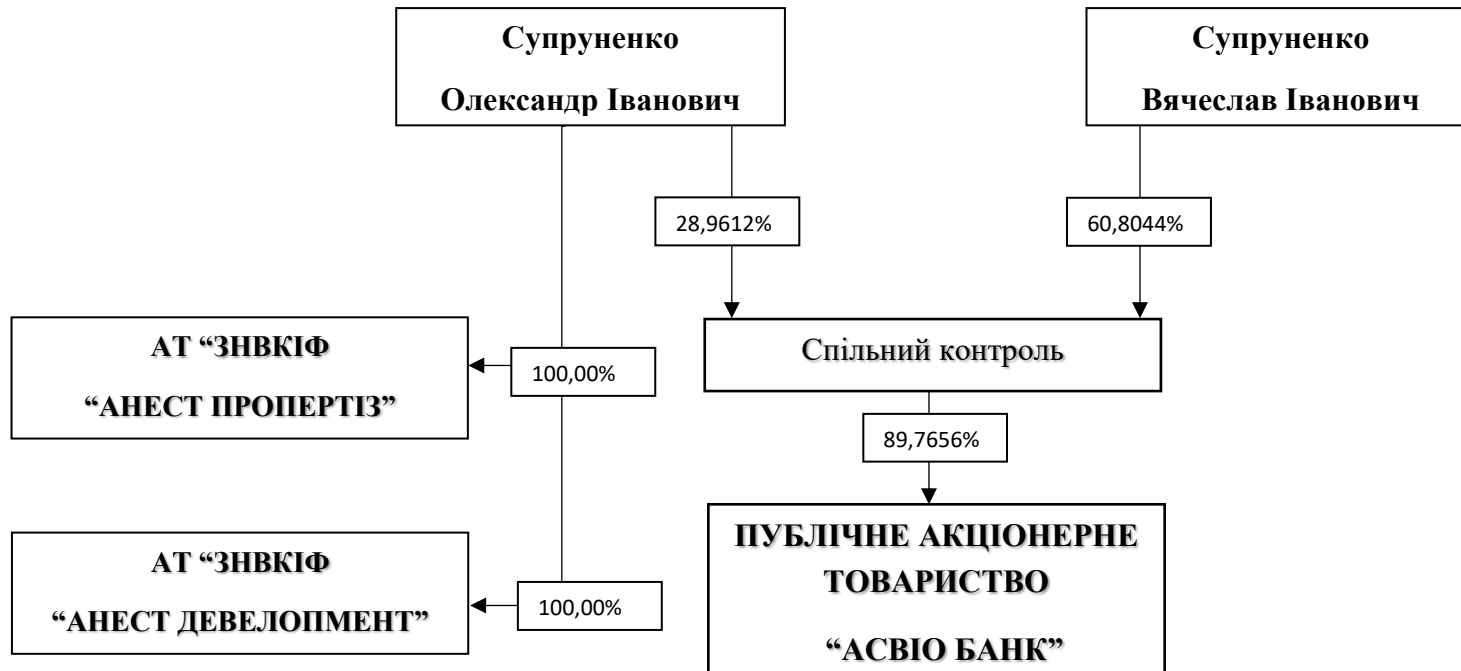 Супруненко
Олександр Іванович
Супруненко
Вячеслав Іванович
28,9612%
60,8044%
АТ “ЗНВКІФ
“АНЕСТ ПРОПЕРТІЗ”
100,00%
Спільний контроль
89,7656%
АТ “ЗНВКІФ
“АНЕСТ ДЕВЕЛОПМЕНТ”
100,00%
ПУБЛІЧНЕ АКЦІОНЕРНЕ
ТОВАРИСТВО
“АСВІО БАНК”